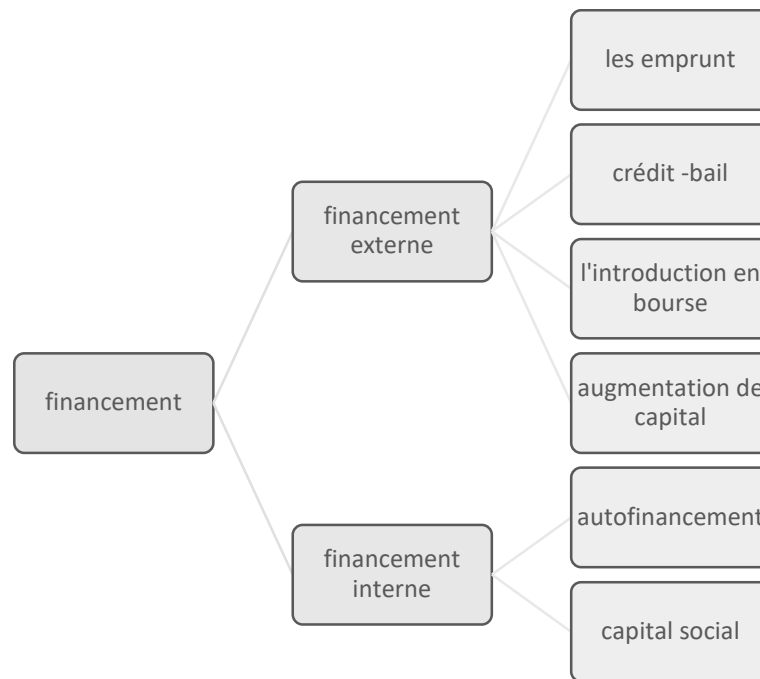 les emprunt
crédit -bail
financement
externe
l'introduction en
bourse
financement
augmentation de
capital
autofinancement
financement
interne
capital social